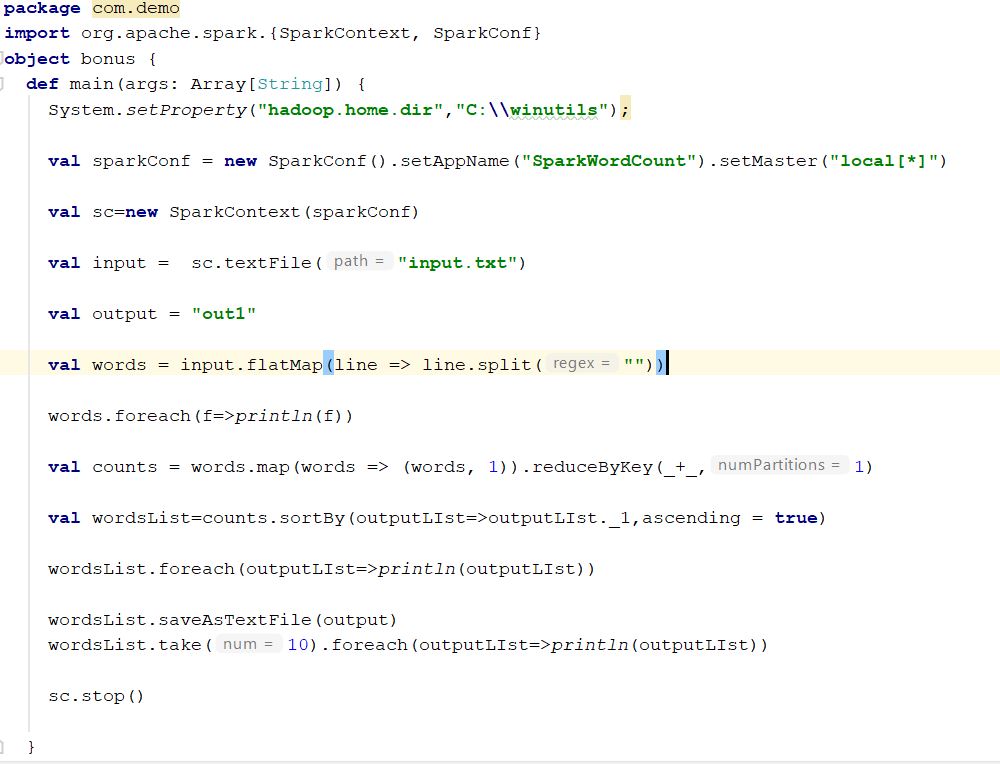 package com.demo
import org.apache.spark.{SparkContext, SparkConf}
object bonus {
def main(args: Array[String]) {
System.setProperty("hadoop.home.dir","C:\\winutils");
val sparkConf = new SparkConf().setAppName("SparkWordCount").setMaster("local[*]")
val sc=new SparkContext(sparkConf)
val input =  sc.textFile( path = "input.txt")
val output = "out1"
val words = input.flatMap(line => line.split( regex = ""))
words.foreach(f=>println(f))
val counts = words.map(words => (words, 1)).reduceByKey(_+_, numPartitions = 1)
val wordsList=counts.sortBy(outputLIst=>outputLIst._1,ascending = true)
wordsList.foreach(outputLIst=>println(outputLIst))
wordsList.saveAsTextFile(output)
wordsList.take( num = 10).foreach(outputLIst=>println(outputLIst))
sc.stop()
}